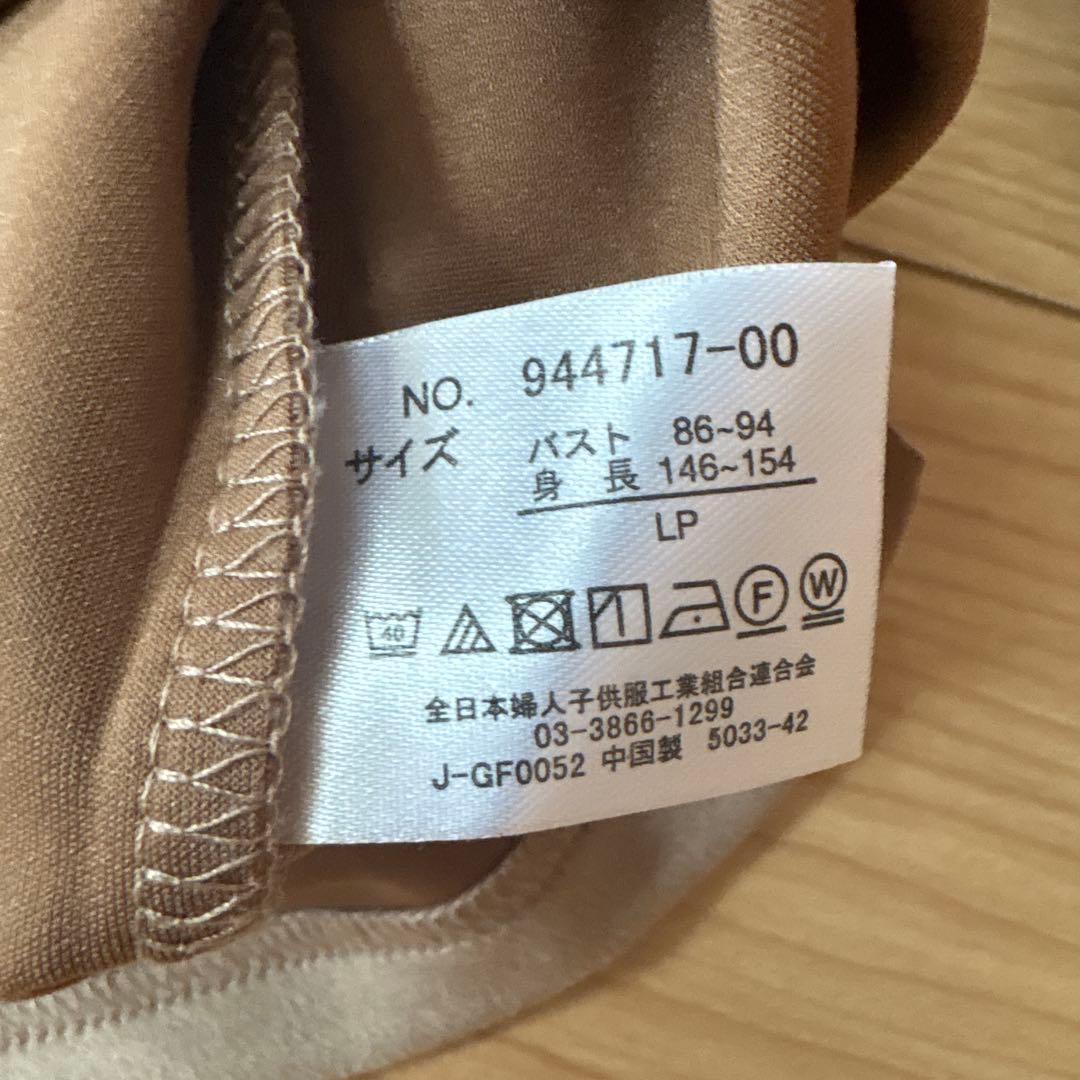 NO. 944717-00
サイズ バスト 86~94
身 長 146~154
LP
40 F W
全日本婦人子供服工業組合連合会
03-3866-1299
J-GF0052 中国製 5033-42